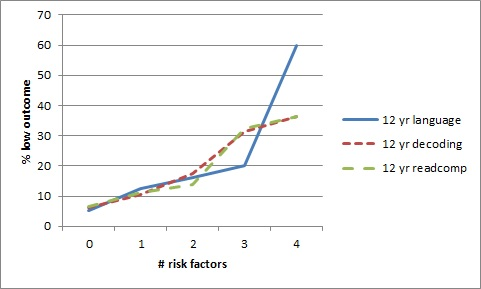 70
60
50
40
30
20
10
0
% low outcome
0 1 2 3 4
# risk factors
12 yr language
12 yr decoding
12 yr readcomp